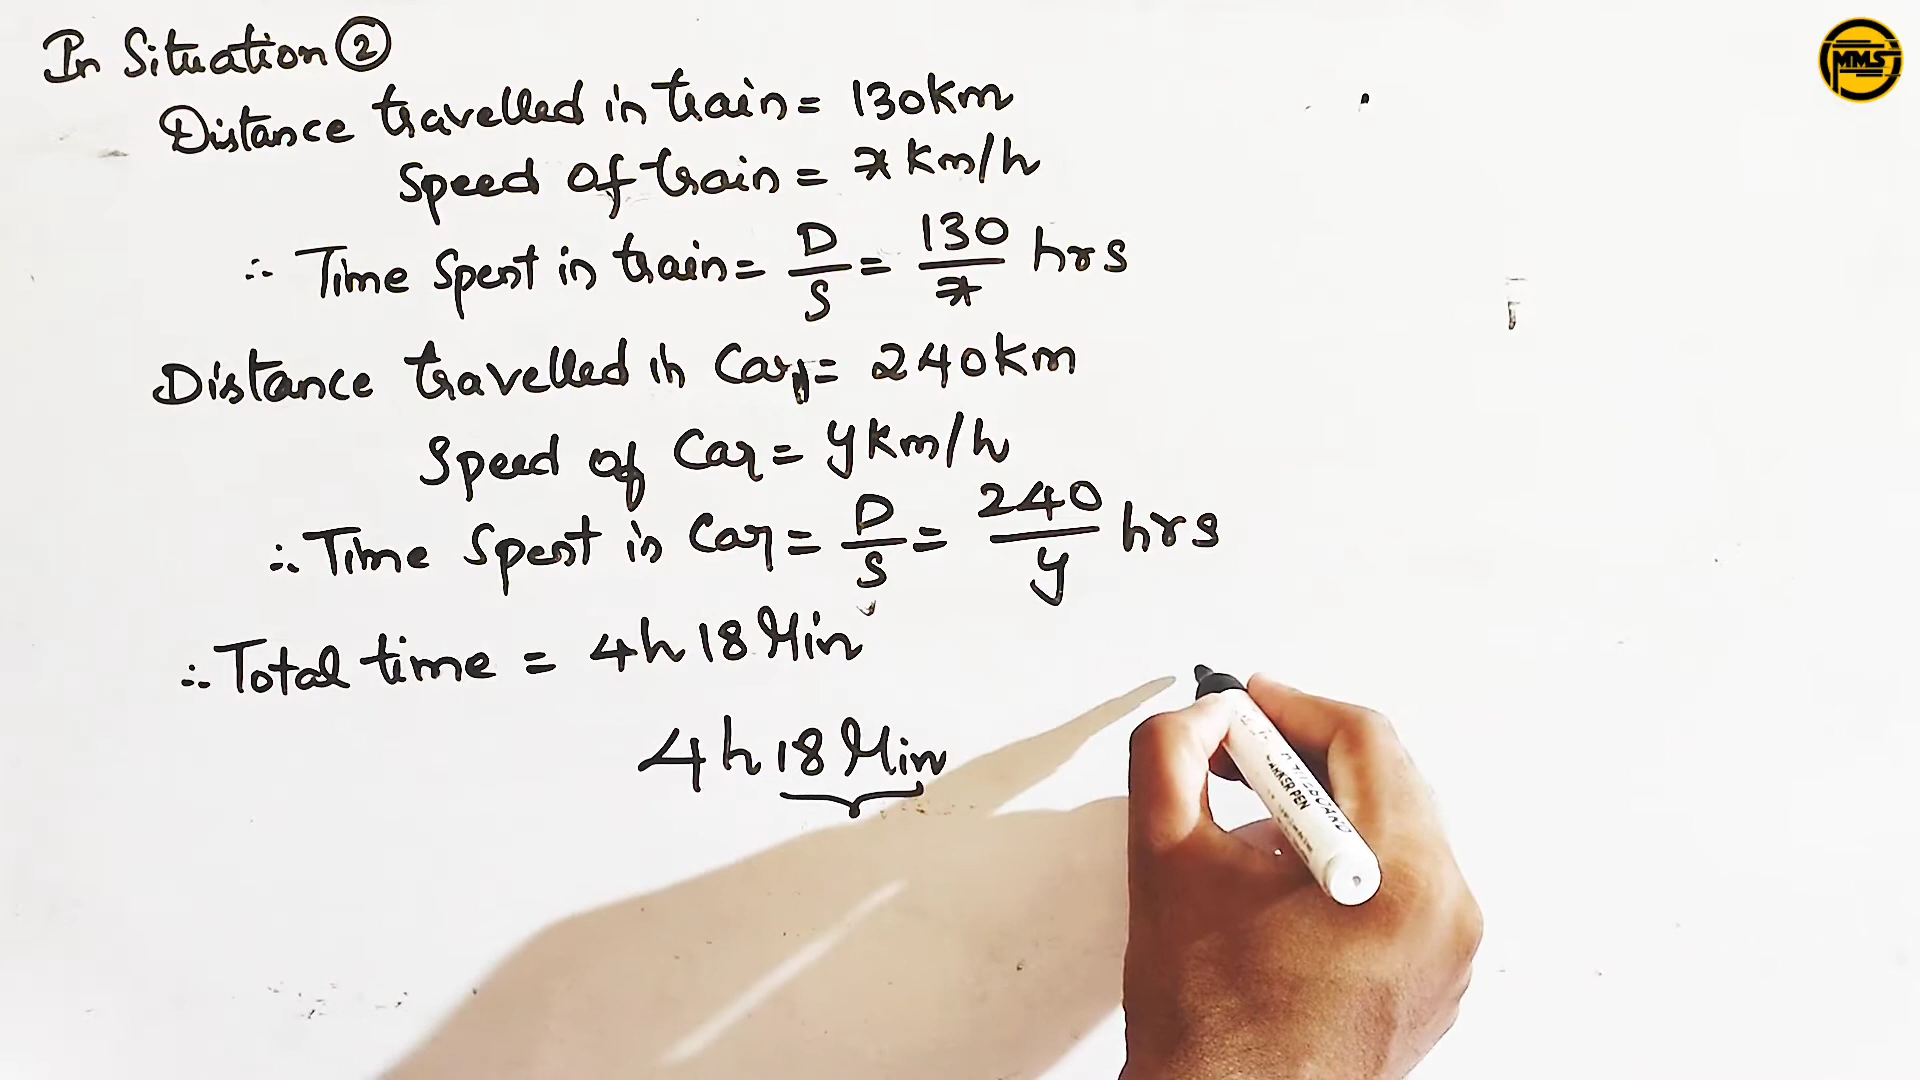 In Situation ②
Distance travelled in train = 130km
Speed of train = x km/h
∴ Time Spent in train = D/S = 130/x hrs
Distance travelled in Car = 240km
Speed of Car = y km/h
∴ Time Spent in Car = D/S = 240/y hrs
∴ Total time = 4h 18 Min
4h 18 Min
MMS
MARKER PEN